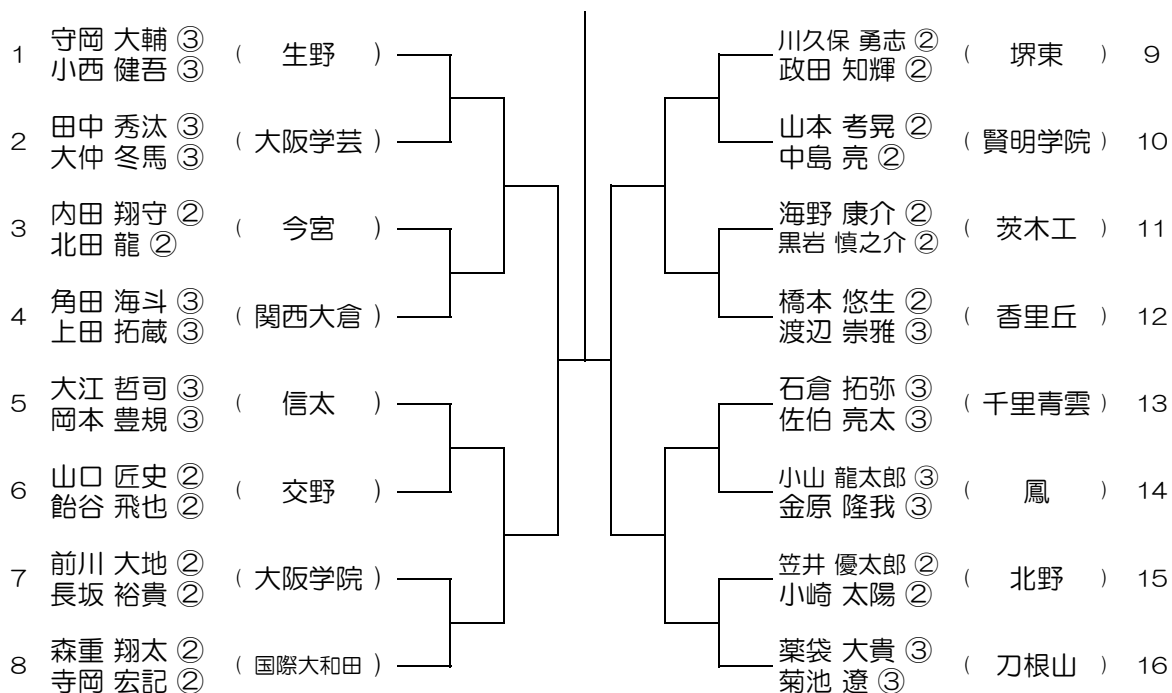 1 守岡 大輔 ③ ( 生野 )
小西 健吾 ③
2 田中 秀汰 ③ ( 大阪学芸 )
大仲 冬馬 ③
3 内田 翔守 ② ( 今宮 )
北田 龍 ②
4 角田 海斗 ③ ( 関西大倉 )
上田 拓蔵 ③
5 大江 哲司 ③ ( 信太 )
岡本 豊規 ③
6 山口 匠史 ② ( 交野 )
飴谷 飛也 ②
7 前川 大地 ② ( 大阪学院 )
長坂 裕貴 ②
8 森重 翔太 ② ( 国際大和田 )
寺岡 宏記 ②
川久保 勇志 ② ( 堺東 ) 9
政田 知輝 ②
山本 考晃 ② ( 賢明学院 ) 10
中島 亮 ②
海野 康介 ② ( 茨木工 ) 11
黒岩 慎之介 ②
橋本 悠生 ② ( 香里丘 ) 12
渡辺 崇雅 ③
石倉 拓弥 ③ ( 千里青雲 ) 13
佐伯 亮太 ③
小山 龍太郎 ③ ( 鳳 ) 14
金原 隆我 ③
笠井 優太郎 ② ( 北野 ) 15
小崎 太陽 ②
薬袋 大貴 ③ ( 刀根山 ) 16
菊池 遼 ③